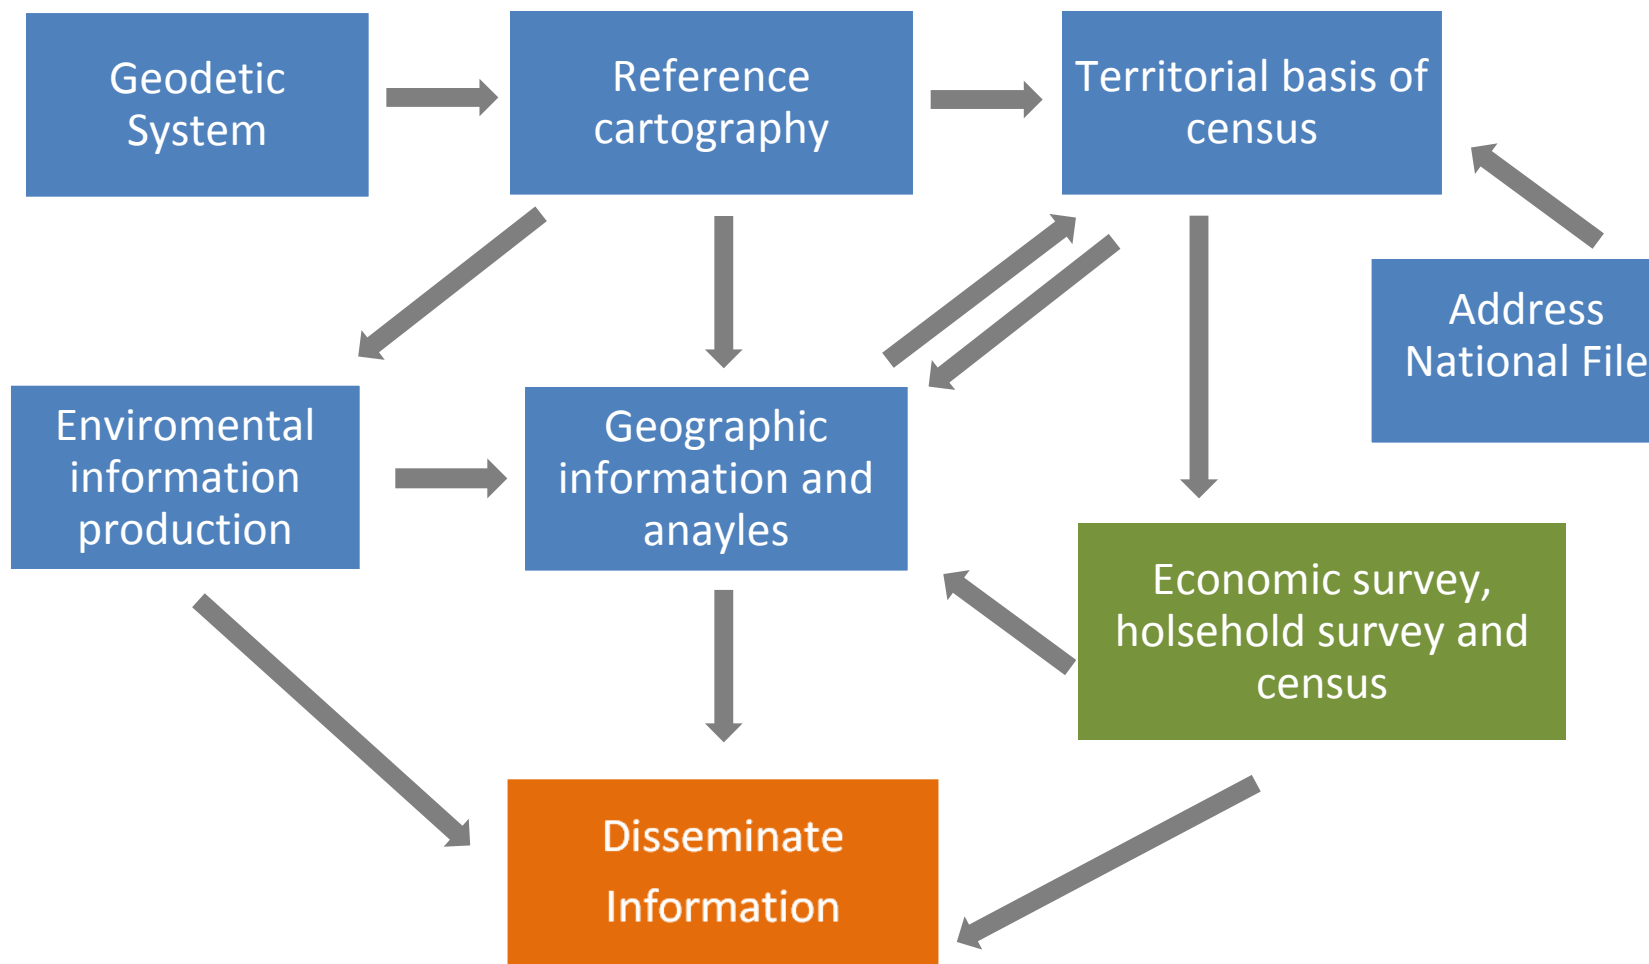 Geodetic
System
Reference
cartography
Territorial basis of
census
Address
National File
Enviromental
information
production
Geographic
information and
anayles
Economic survey,
holsehold survey and
census
Disseminate
Information